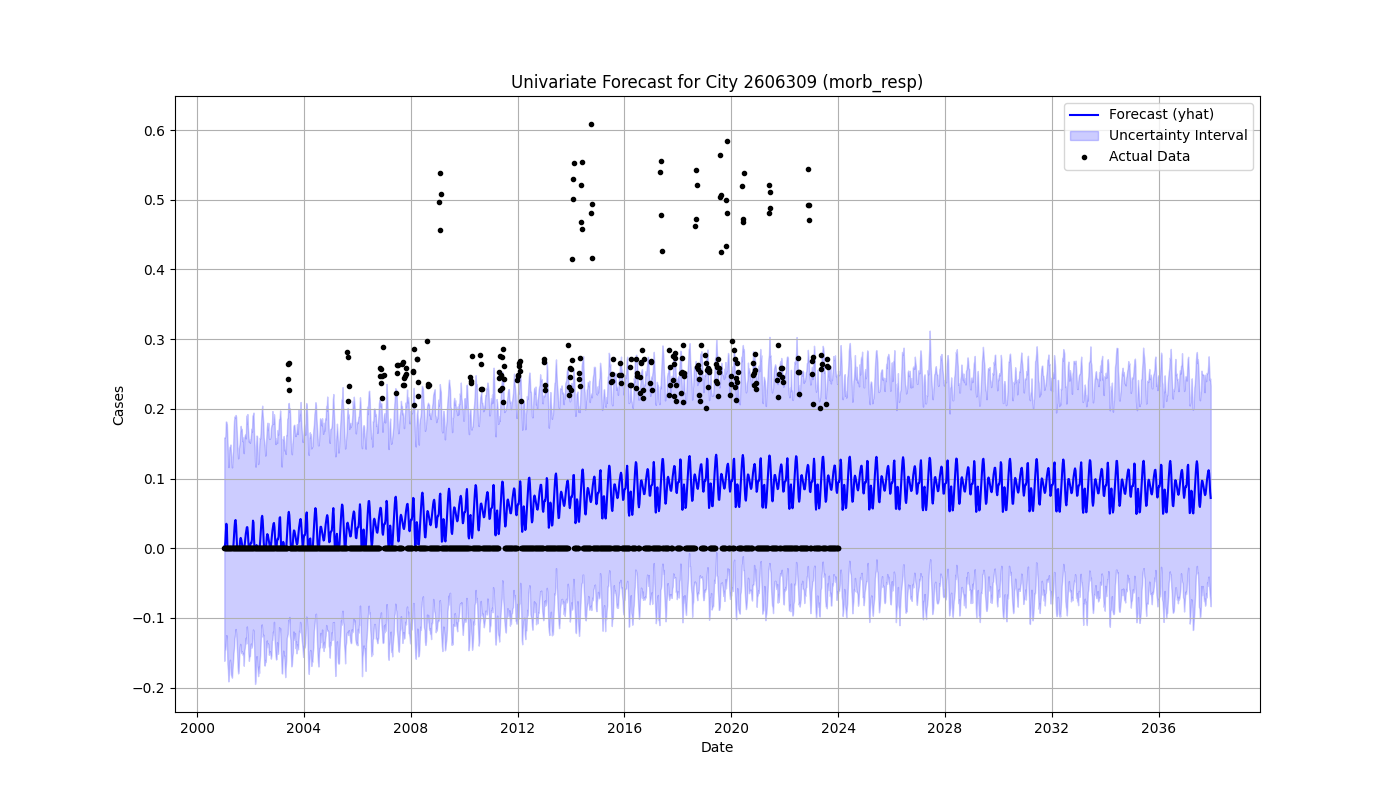 Univariate Forecast for City 2606309 (morb_resp)
Forecast (yhat)
Uncertainty Interval
Actual Data
Cases
0.6
0.5
0.4
0.3
0.2
0.1
0.0
−0.1
−0.2
2000 2004 2008 2012 2016 2020 2024 2028 2032 2036
Date